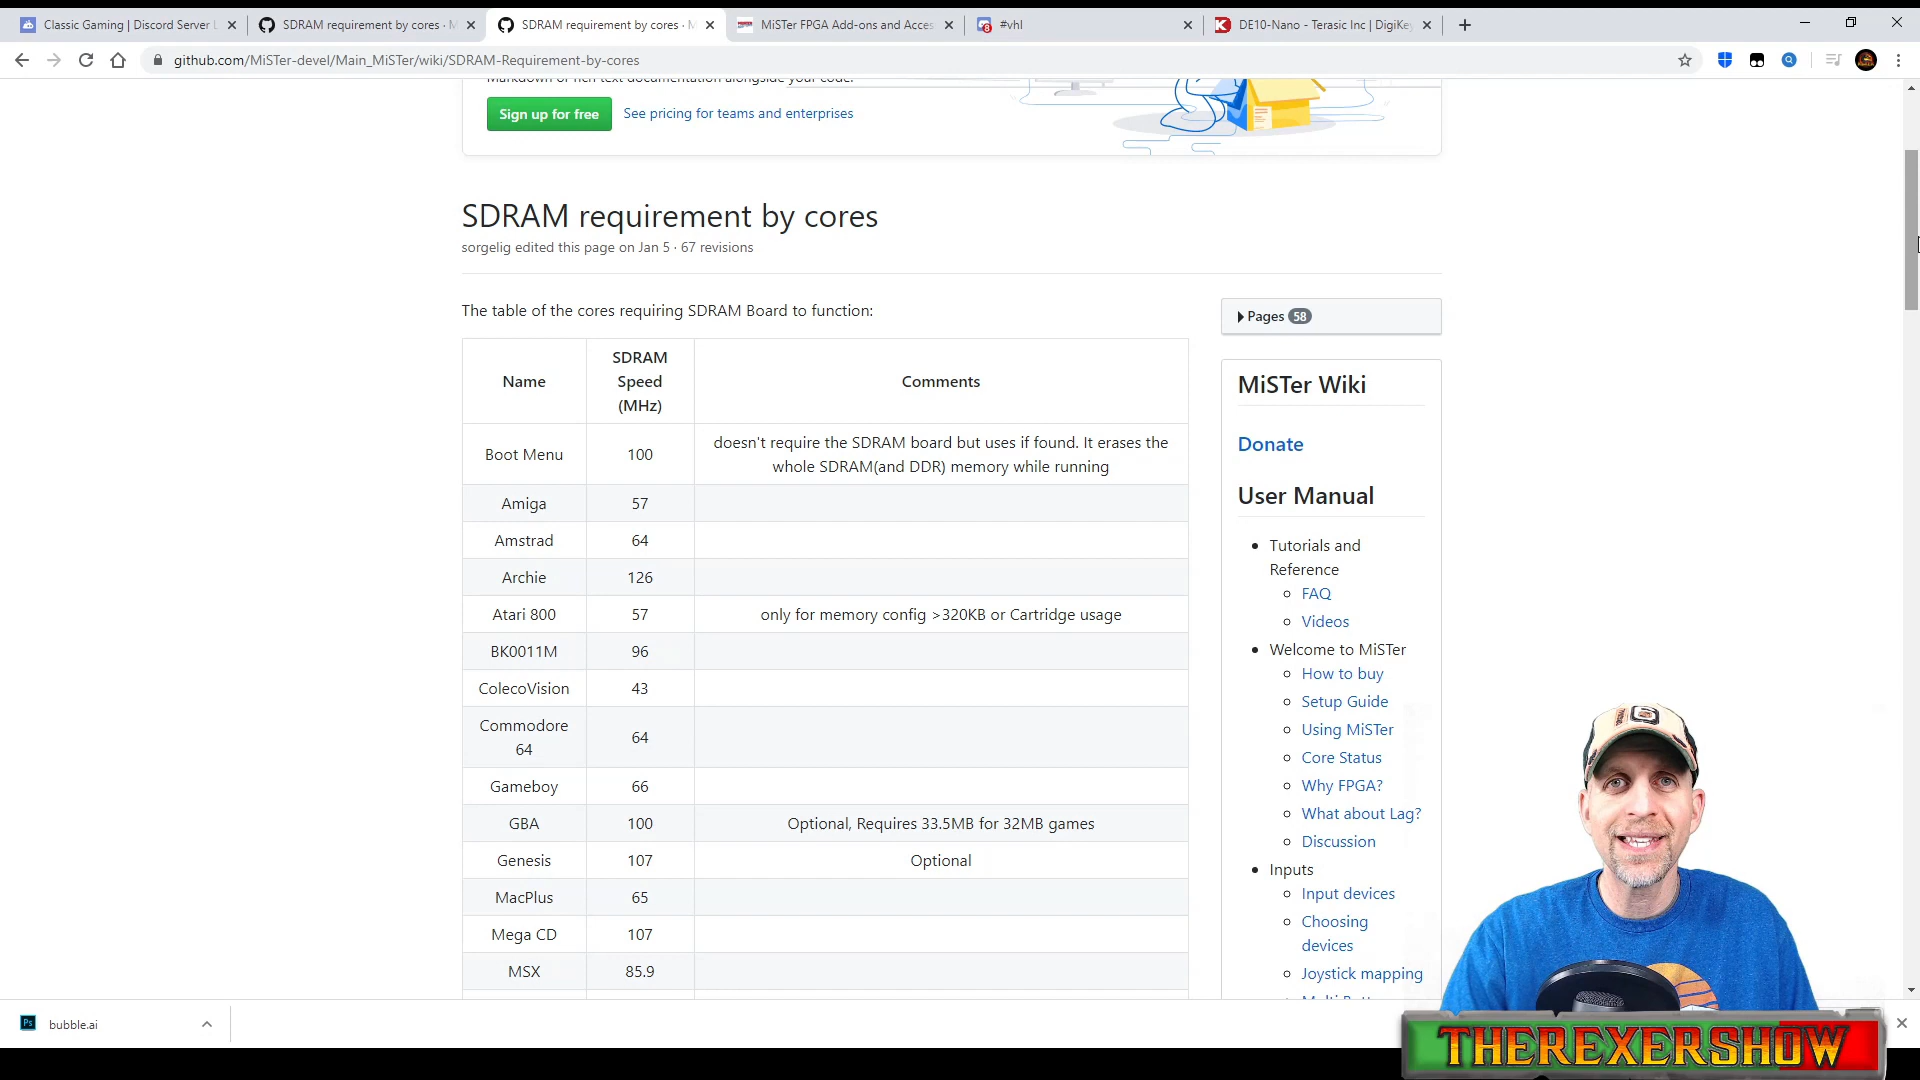 Classic Gaming | Discord Server L
SDRAM requirement by cores · M
SDRAM requirement by cores · M
MiSTer FPGA Add-ons and Acces
#vhl
DE10-Nano - Terasic Inc | DigiKey
github.com/MiSTer-devel/Main_MiSTer/wiki/SDRAM-Requirement-by-cores
Markdown or rich text documentation alongside your code.
Sign up for free
See pricing for teams and enterprises
SDRAM requirement by cores
sorgelig edited this page on Jan 5 · 67 revisions
The table of the cores requiring SDRAM Board to function:
Name
SDRAM
Speed
(MHz)
Comments
Boot Menu
100
doesn't require the SDRAM board but uses if found. It erases the
whole SDRAM(and DDR) memory while running
Amiga
57
Amstrad
64
Archie
126
Atari 800
57
only for memory config >320KB or Cartridge usage
BK0011M
96
ColecoVision
43
Commodore
64
64
Gameboy
66
GBA
100
Optional, Requires 33.5MB for 32MB games
Genesis
107
Optional
MacPlus
65
Mega CD
107
MSX
85.9
Pages 58
MiSTer Wiki
Donate
User Manual
Tutorials and
Reference
FAQ
Videos
Welcome to MiSTer
How to buy
Setup Guide
Using MiSTer
Core Status
Why FPGA?
What about Lag?
Discussion
Inputs
Input devices
Choosing
devices
Joystick mapping
bubble.ai
THEREXERSHOW